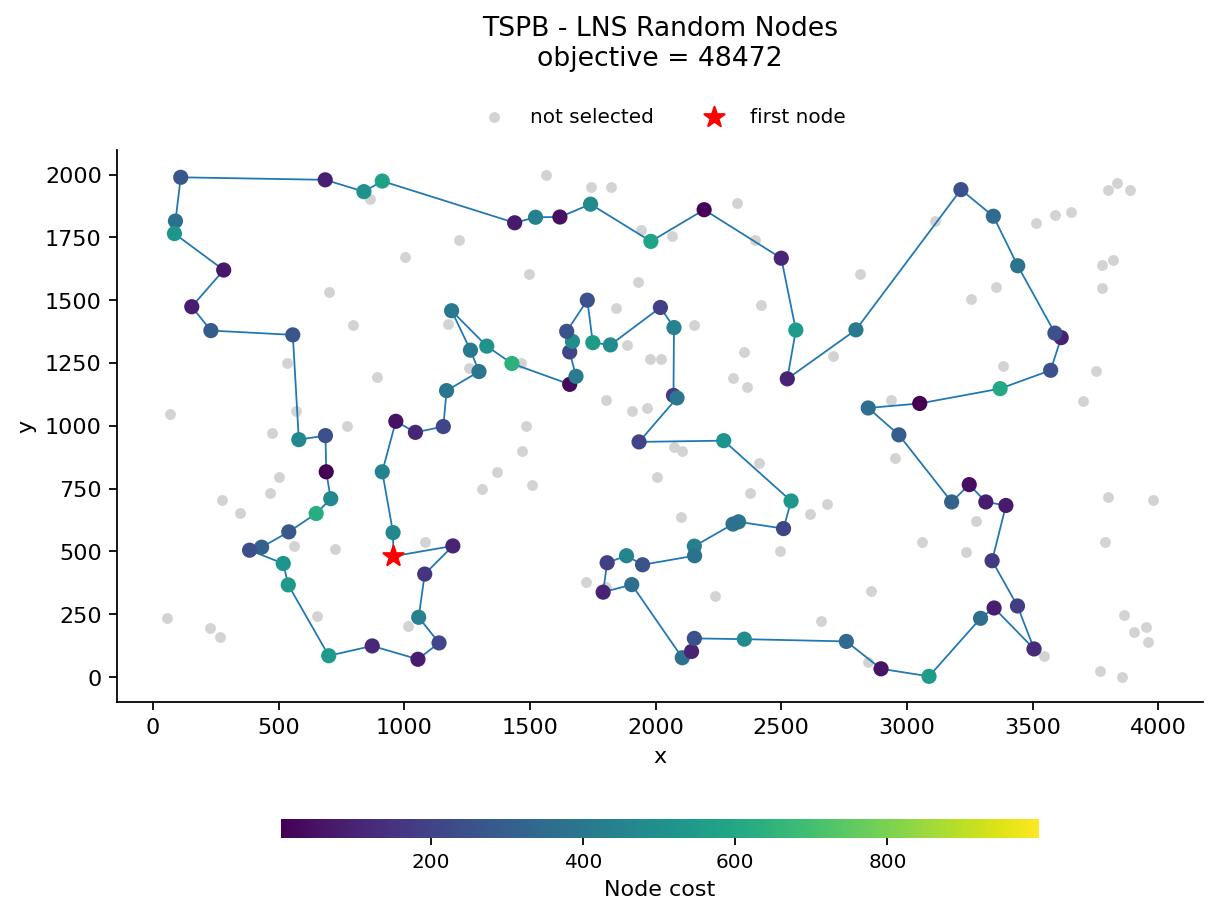 TSPB - LNS Random Nodes
objective = 48472
not selected first node
2000
1750
1500
1250
1000
750
500
250
0
y
0 500 1000 1500 2000 2500 3000 3500 4000
x
200 400 600 800
Node cost